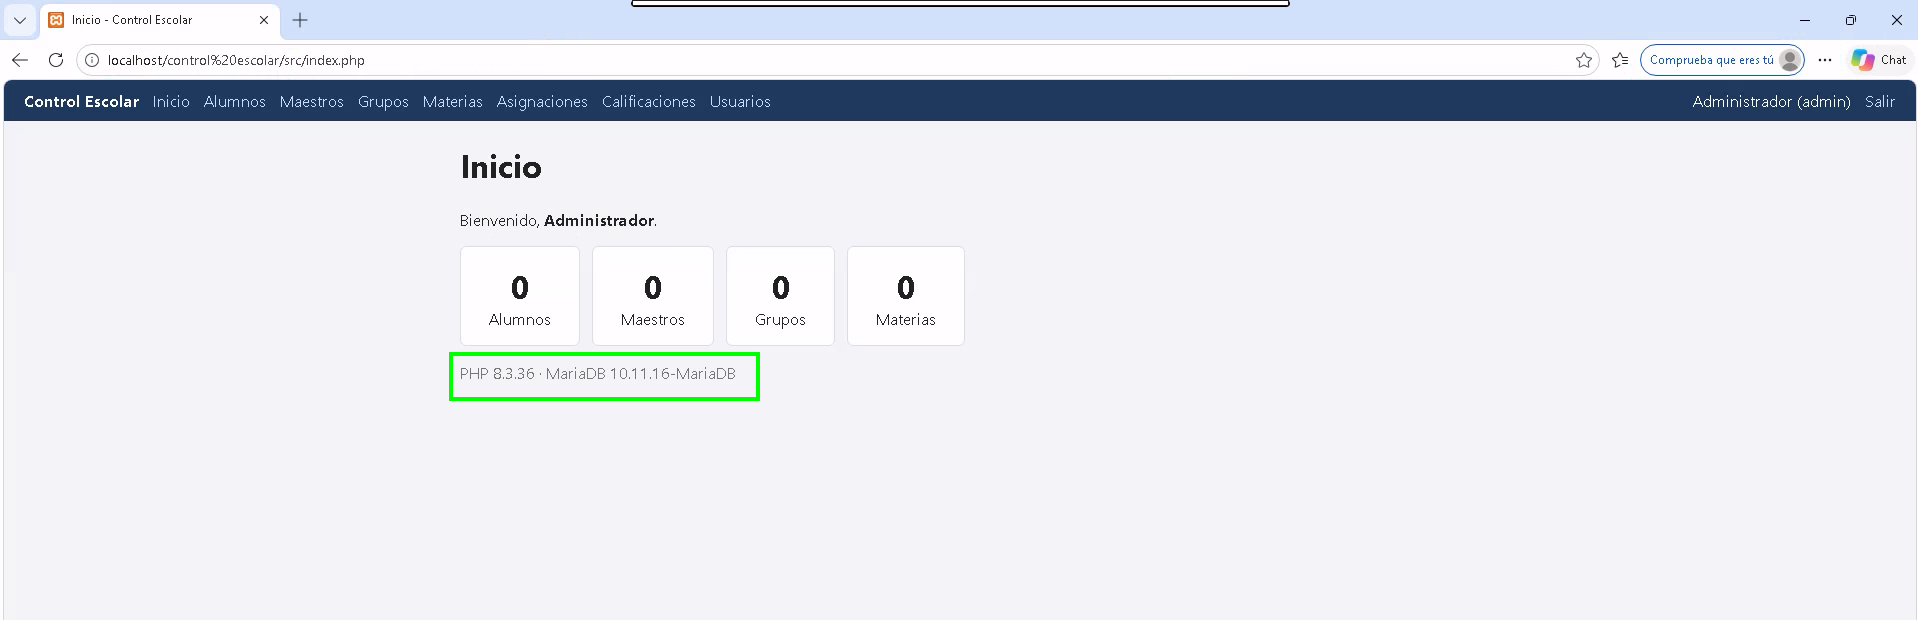 Inicio - Control Escolar
localhost/control%20escolar/src/index.php
Comprueba que eres tú
Chat
Control Escolar Inicio Alumnos Maestros Grupos Materias Asignaciones Calificaciones Usuarios Administrador (admin) Salir
Inicio
Bienvenido, Administrador.
0 0 0 0
Alumnos Maestros Grupos Materias
PHP 8.3.36 · MariaDB 10.11.16-MariaDB